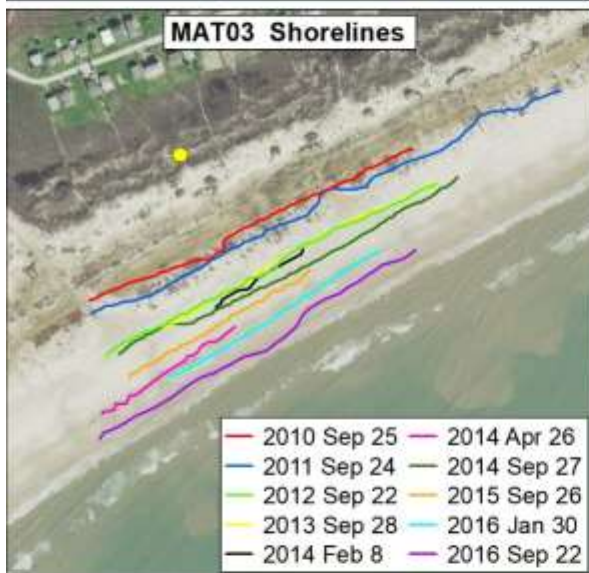 MAT03 Shorelines
2010 Sep 25
2011 Sep 24
2012 Sep 22
2013 Sep 28
2014 Feb 8
2014 Apr 26
2014 Sep 27
2015 Sep 26
2016 Jan 30
2016 Sep 22